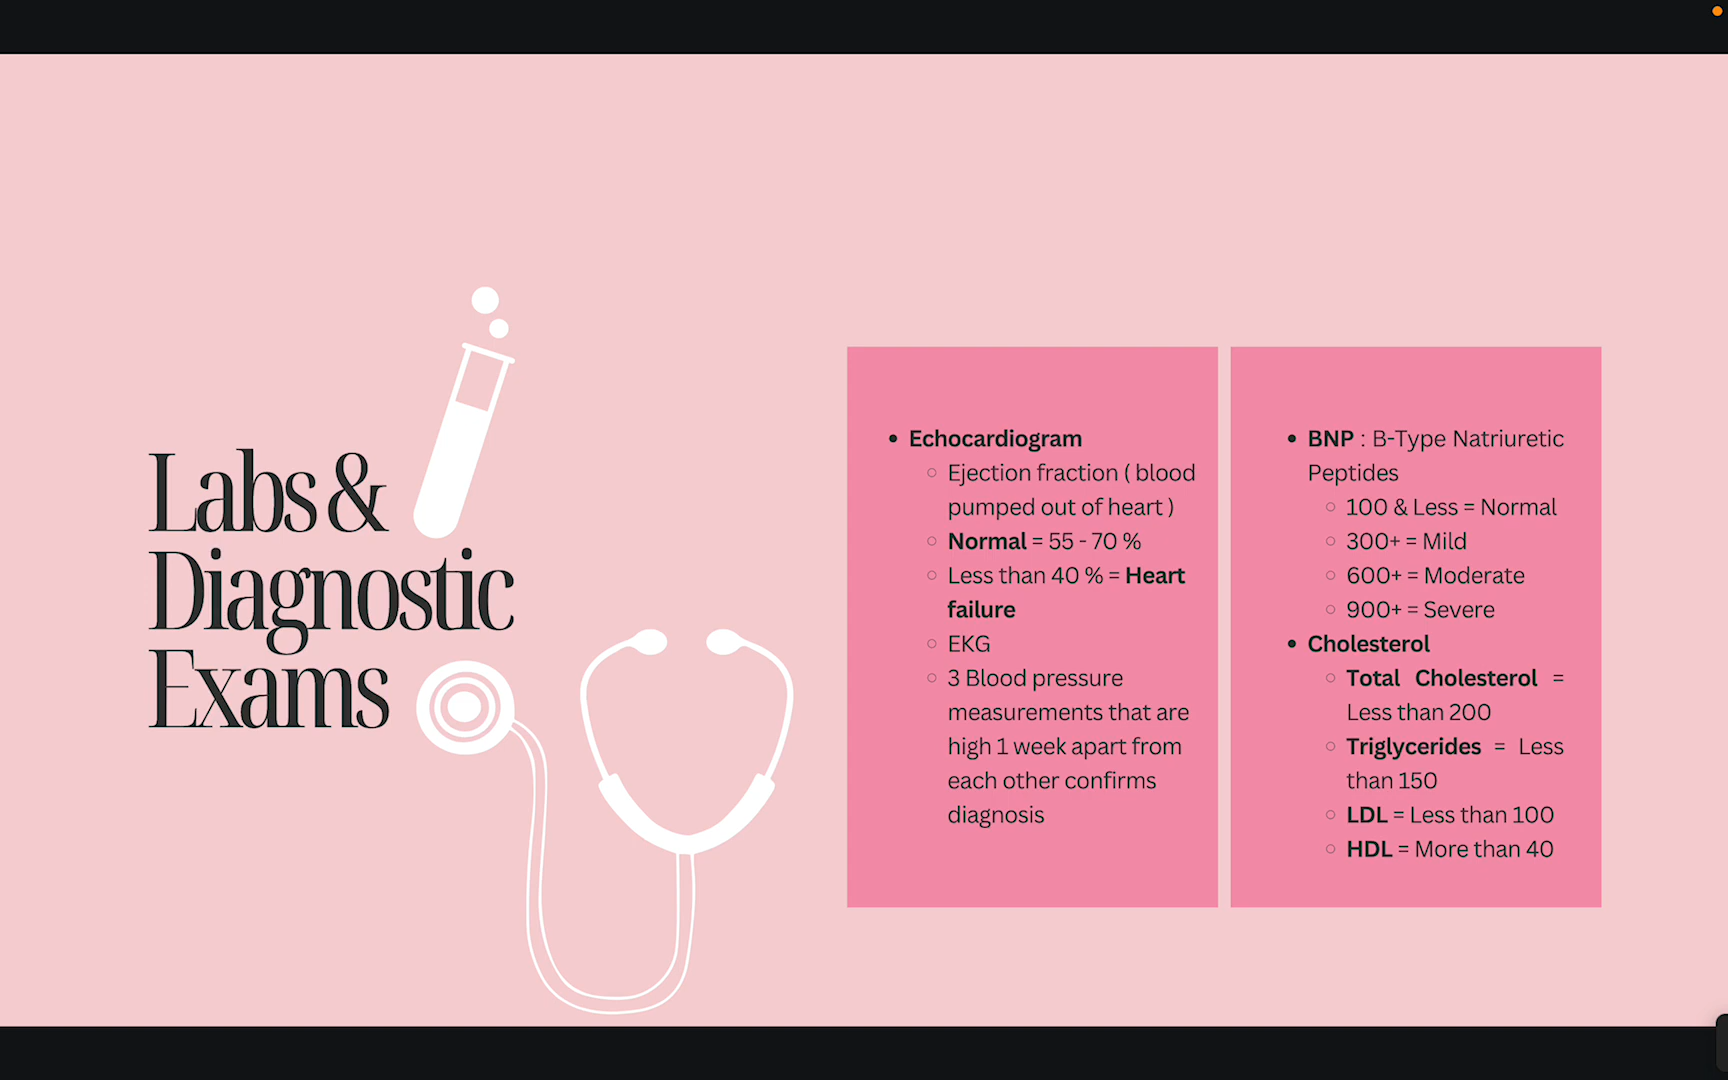 Labs &
Diagnostic
Exams
• Echocardiogram
○ Ejection fraction ( blood
pumped out of heart )
○ Normal = 55 - 70 %
○ Less than 40 % = Heart
failure
○ EKG
○ 3 Blood pressure
measurements that are
high 1 week apart from
each other confirms
diagnosis
• BNP : B-Type Natriuretic
Peptides
○ 100 & Less = Normal
○ 300+ = Mild
○ 600+ = Moderate
○ 900+ = Severe
• Cholesterol
○ Total Cholesterol =
Less than 200
○ Triglycerides = Less
than 150
○ LDL = Less than 100
○ HDL = More than 40